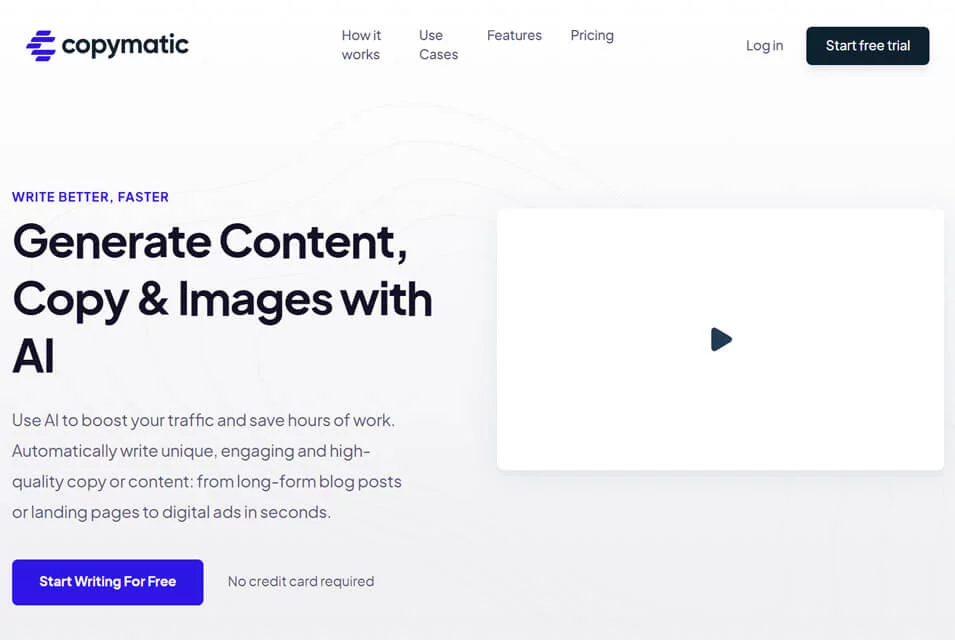 copymatic
How it works
Use Cases
Features
Pricing
Log in
Start free trial
WRITE BETTER, FASTER
Generate Content,
Copy & Images with
AI
Use AI to boost your traffic and save hours of work.
Automatically write unique, engaging and high-
quality copy or content: from long-form blog posts
or landing pages to digital ads in seconds.
Start Writing For Free
No credit card required